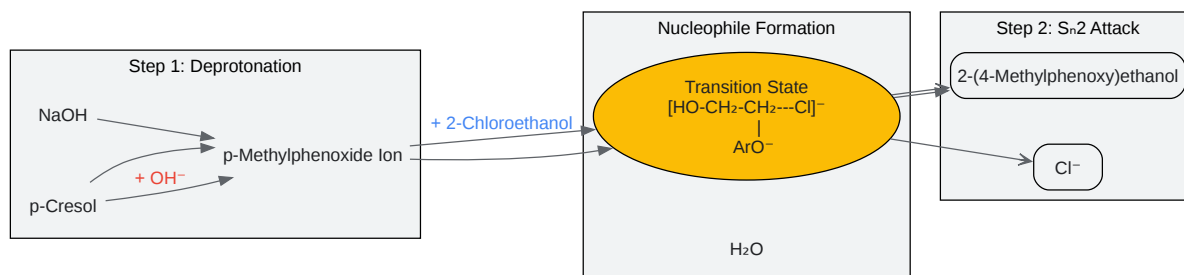 Step 1: Deprotonation
NaOH
p-Cresol
+ OH⁻
p-Methylphenoxide Ion
+ 2-Chloroethanol
Nucleophile Formation
Transition State
[HO-CH₂-CH₂---Cl]⁻
|
ArO⁻
H₂O
Step 2: Sₙ2 Attack
2-(4-Methylphenoxy)ethanol
Cl⁻